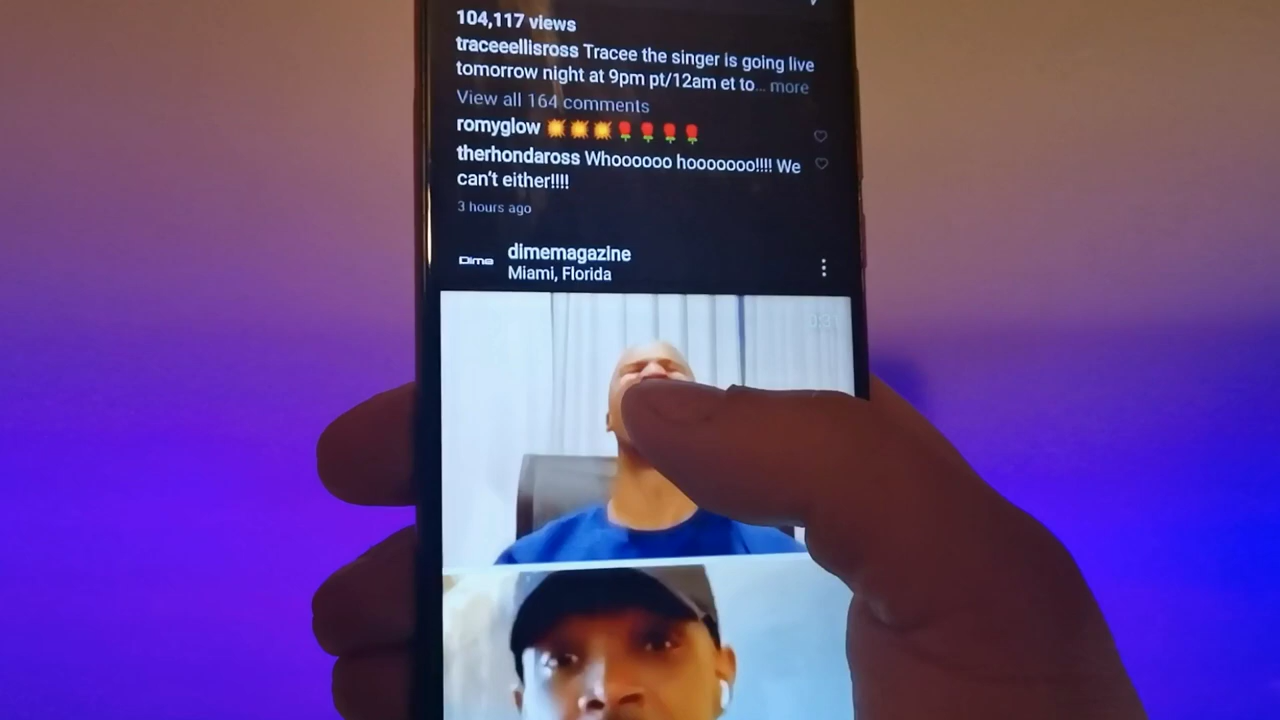 104,117 views
traceeellisross Tracee the singer is going live
tomorrow night at 9pm pt/12am et to... more
View all 164 comments
romyglow 💥💥💥🌹🌹🌹🌹
therhondaross Whoooooo hooooooo!!!! We
can't either!!!!
3 hours ago
Dime
dimemagazine
Miami, Florida